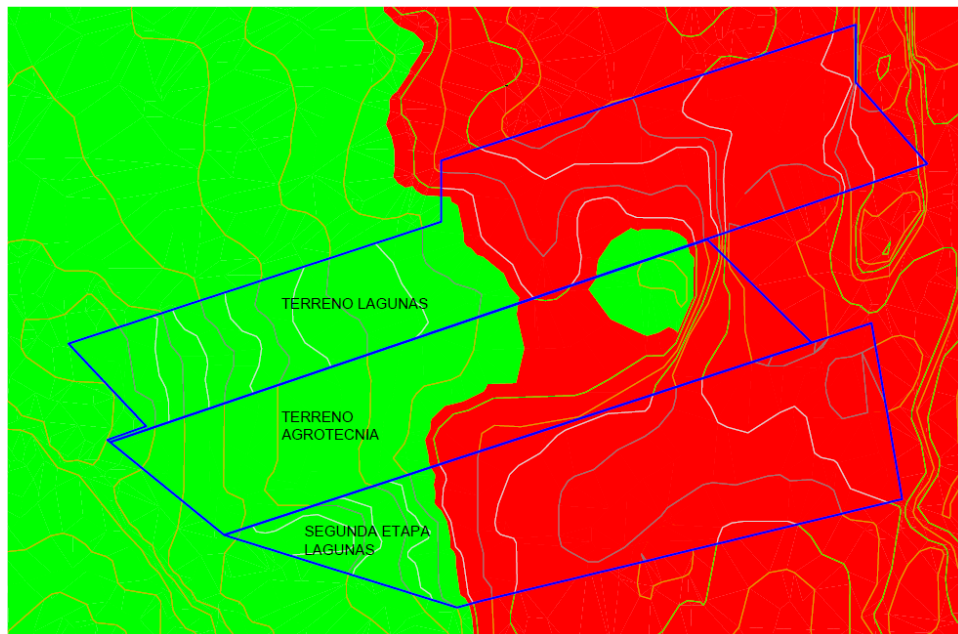 TERRENO LAGUNAS
TERRENO
AGROTECNIA
SEGUNDA ETAPA
LAGUNAS